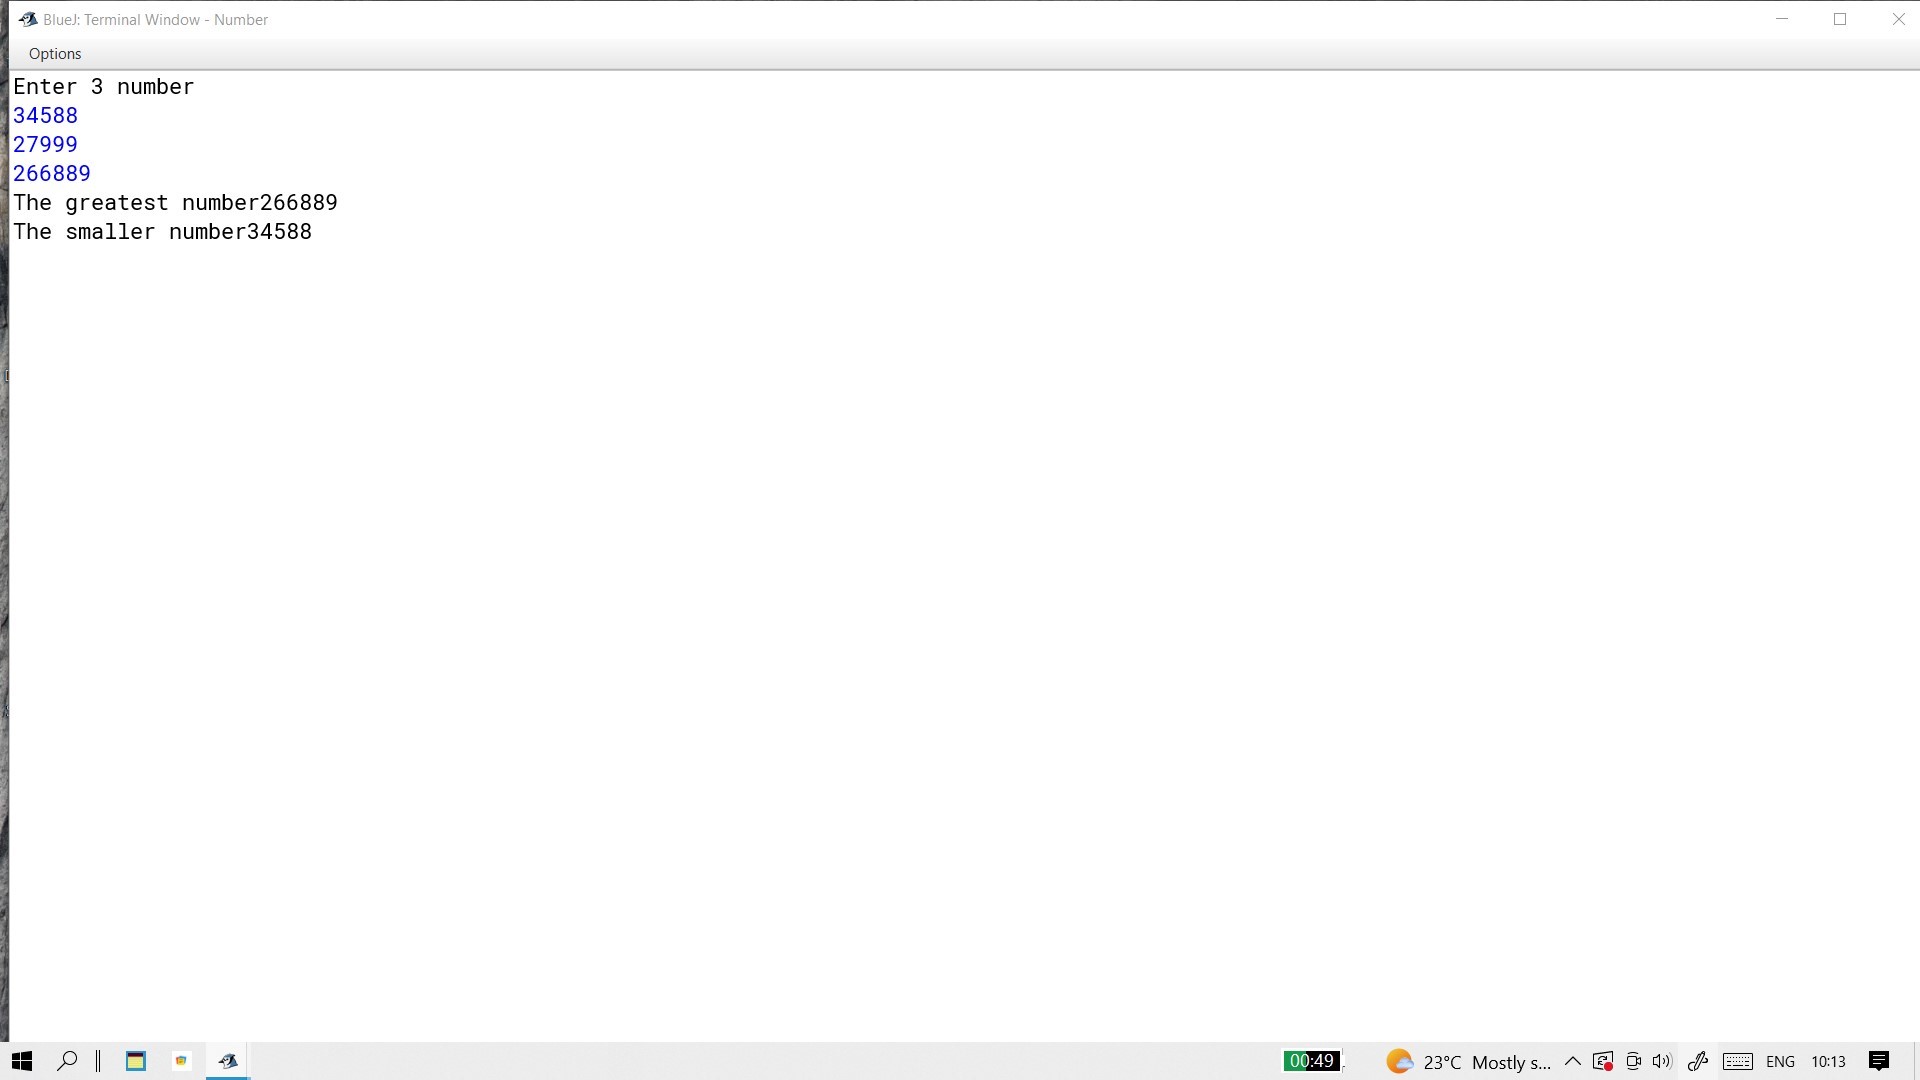 BlueJ: Terminal Window - Number
Options
Enter 3 number
34588
27999
266889
The greatest number266889
The smaller number34588
00:49 23°C Mostly s... ENG 10:13